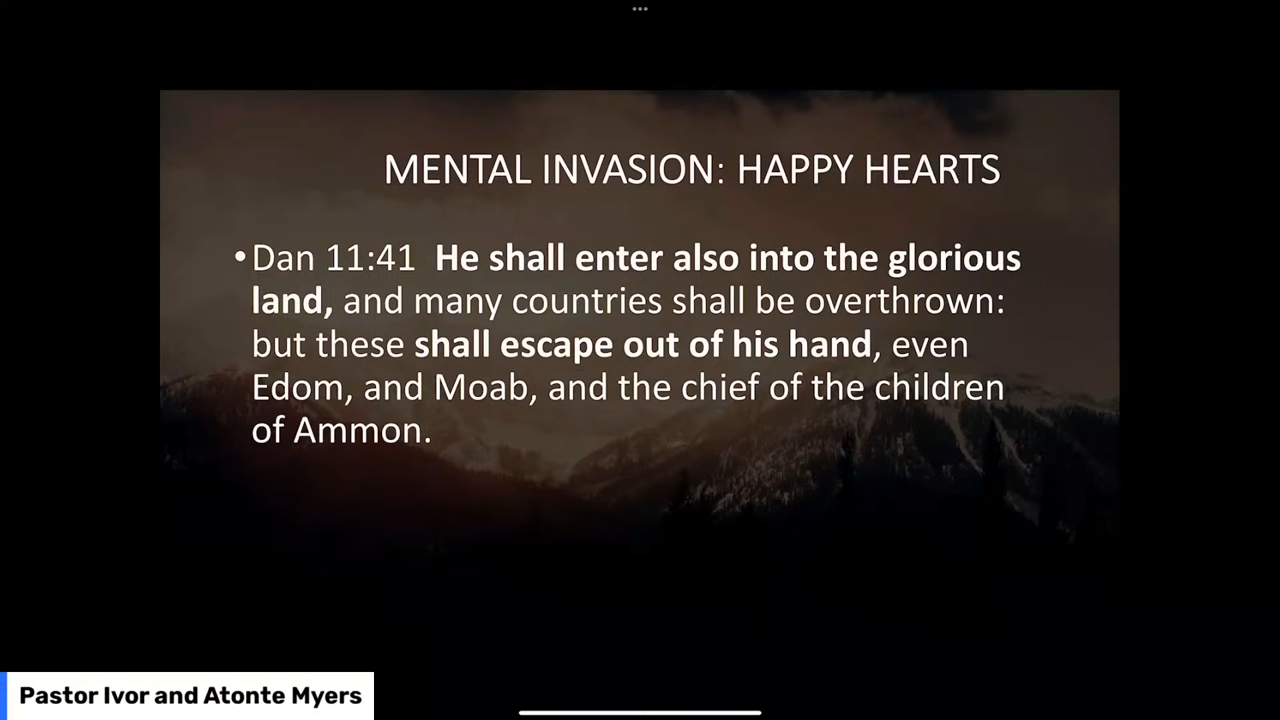 MENTAL INVASION: HAPPY HEARTS
•Dan 11:41 He shall enter also into the glorious
land, and many countries shall be overthrown:
but these shall escape out of his hand, even
Edom, and Moab, and the chief of the children
of Ammon.
Pastor Ivor and Atonte Myers